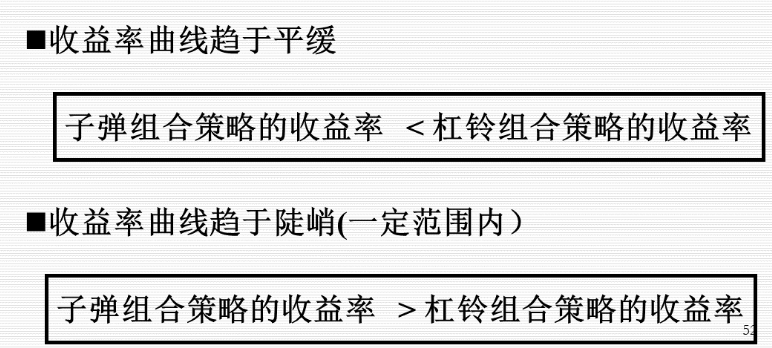 ■收益率曲线趋于平缓
子弹组合策略的收益率 ＜杠铃组合策略的收益率
■收益率曲线趋于陡峭(一定范围内）
子弹组合策略的收益率 ＞杠铃组合策略的收益率
52